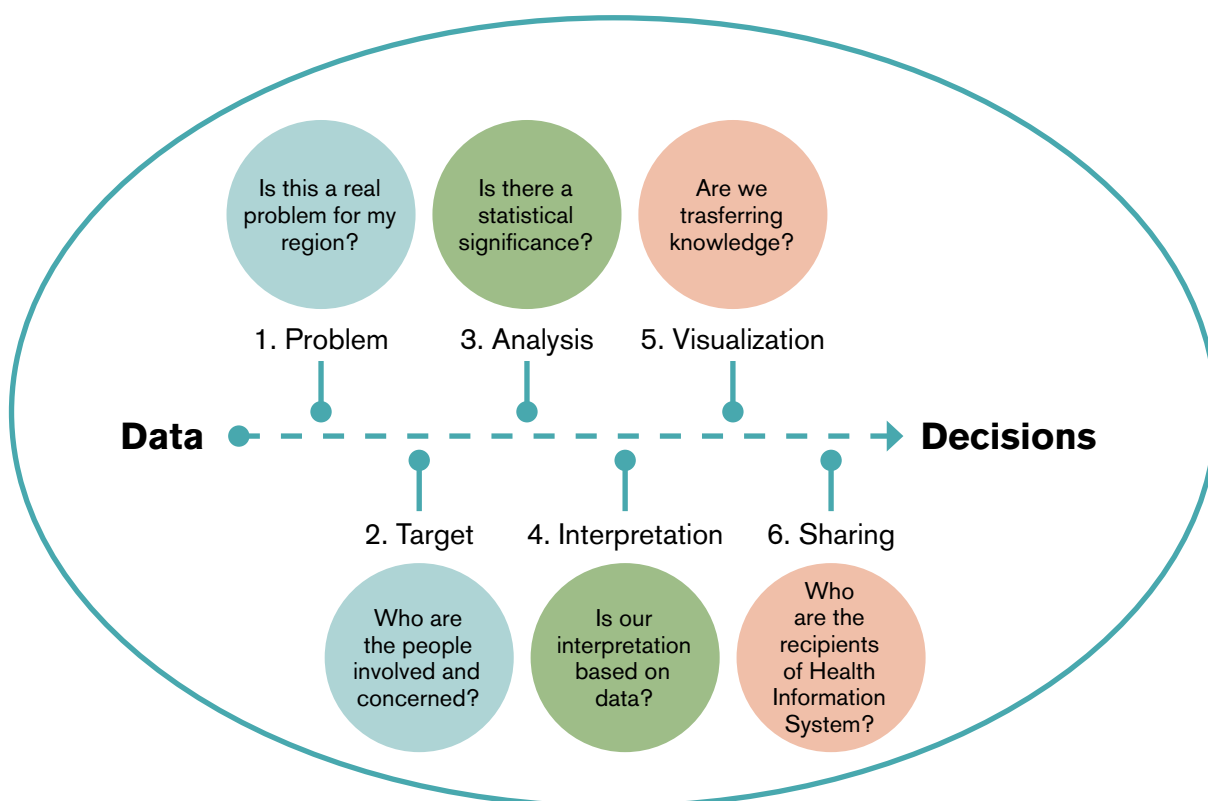 Is this a real
problem for my
region?
Is there a
statistical
significance?
Are we
trasferring
knowledge?
1. Problem
3. Analysis
5. Visualization
Data
Decisions
2. Target
4. Interpretation
6. Sharing
Who are
the people
involved and
concerned?
Is our
interpretation
based on
data?
Who
are the
recipients
of Health
Information
System?